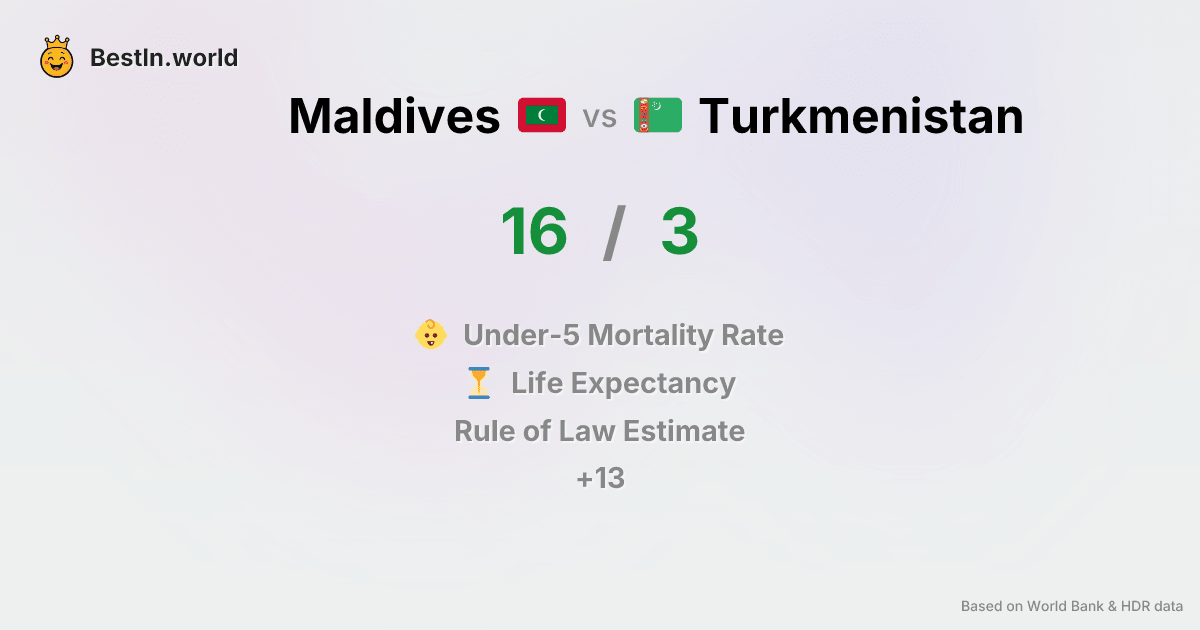 BestIn.world
Maldives vs Turkmenistan
16 / 3
Under-5 Mortality Rate
Life Expectancy
Rule of Law Estimate
+13
Based on World Bank & HDR data